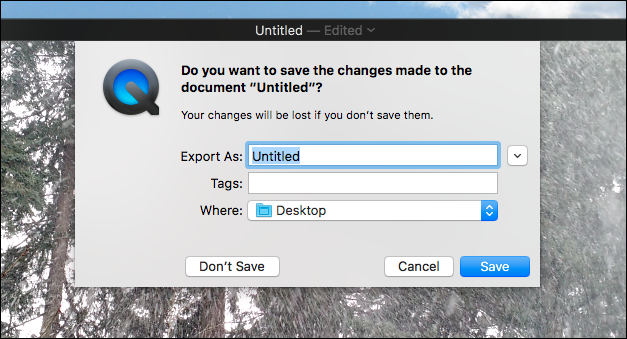 Untitled — Edited
Do you want to save the changes made to the
document “Untitled”?
Your changes will be lost if you don’t save them.
Export As: Untitled
Tags:
Where: Desktop
Don’t Save Cancel Save